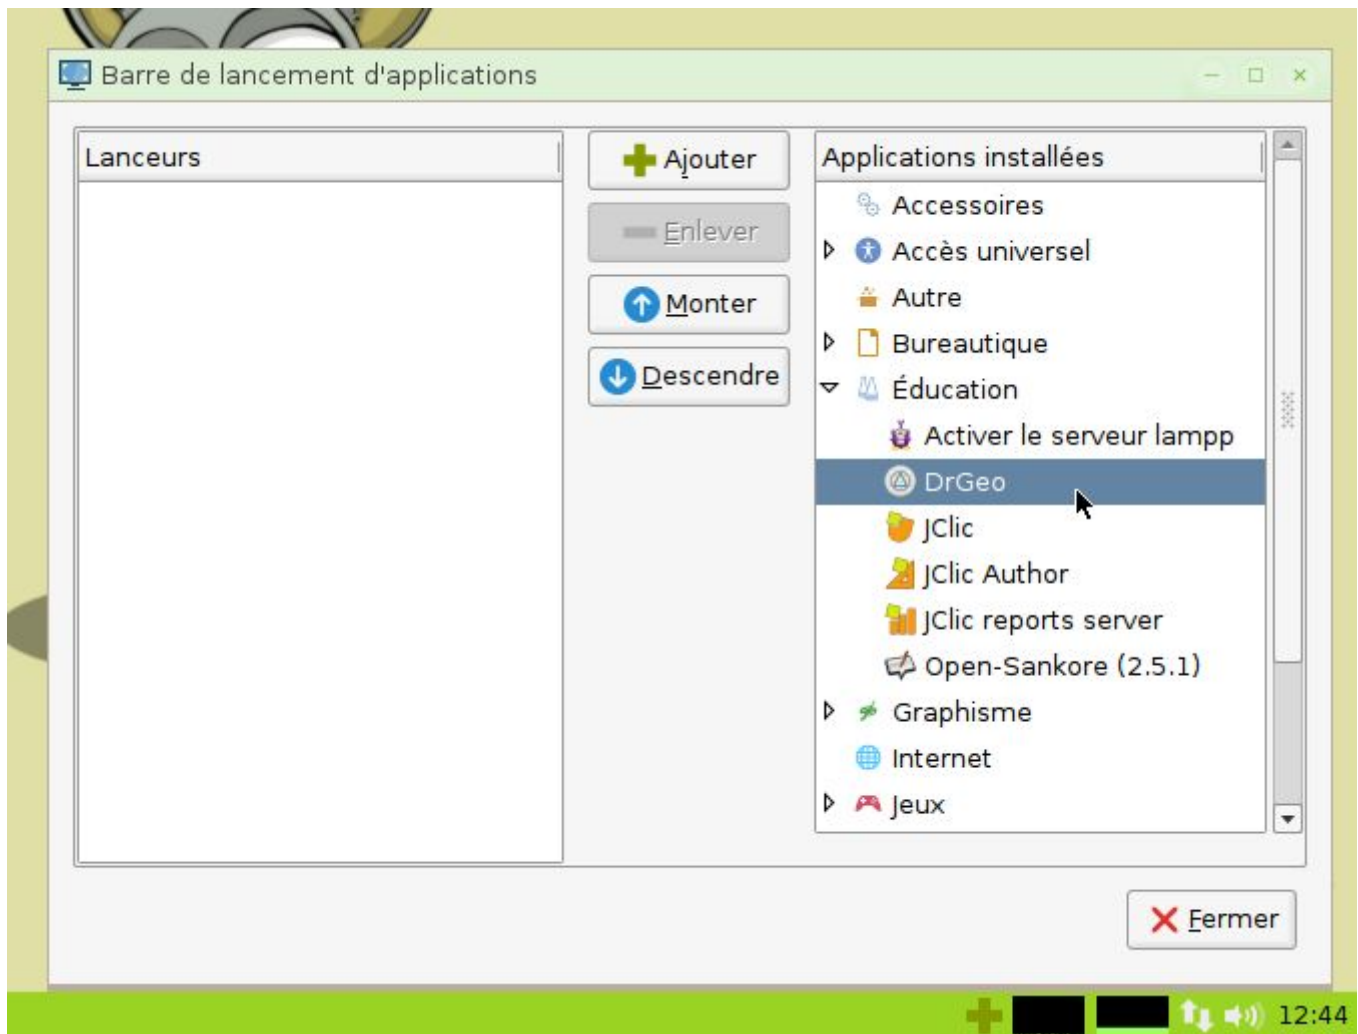 Barre de lancement d'applications
Lanceurs
Ajouter
Enlever
Monter
Descendre
Applications installées
Accessoires
Accès universel
Autre
Bureautique
Éducation
Activer le serveur lampp
DrGeo
JClic
JClic Author
JClic reports server
Open-Sankore (2.5.1)
Graphisme
Internet
Jeux
Fermer
12:44